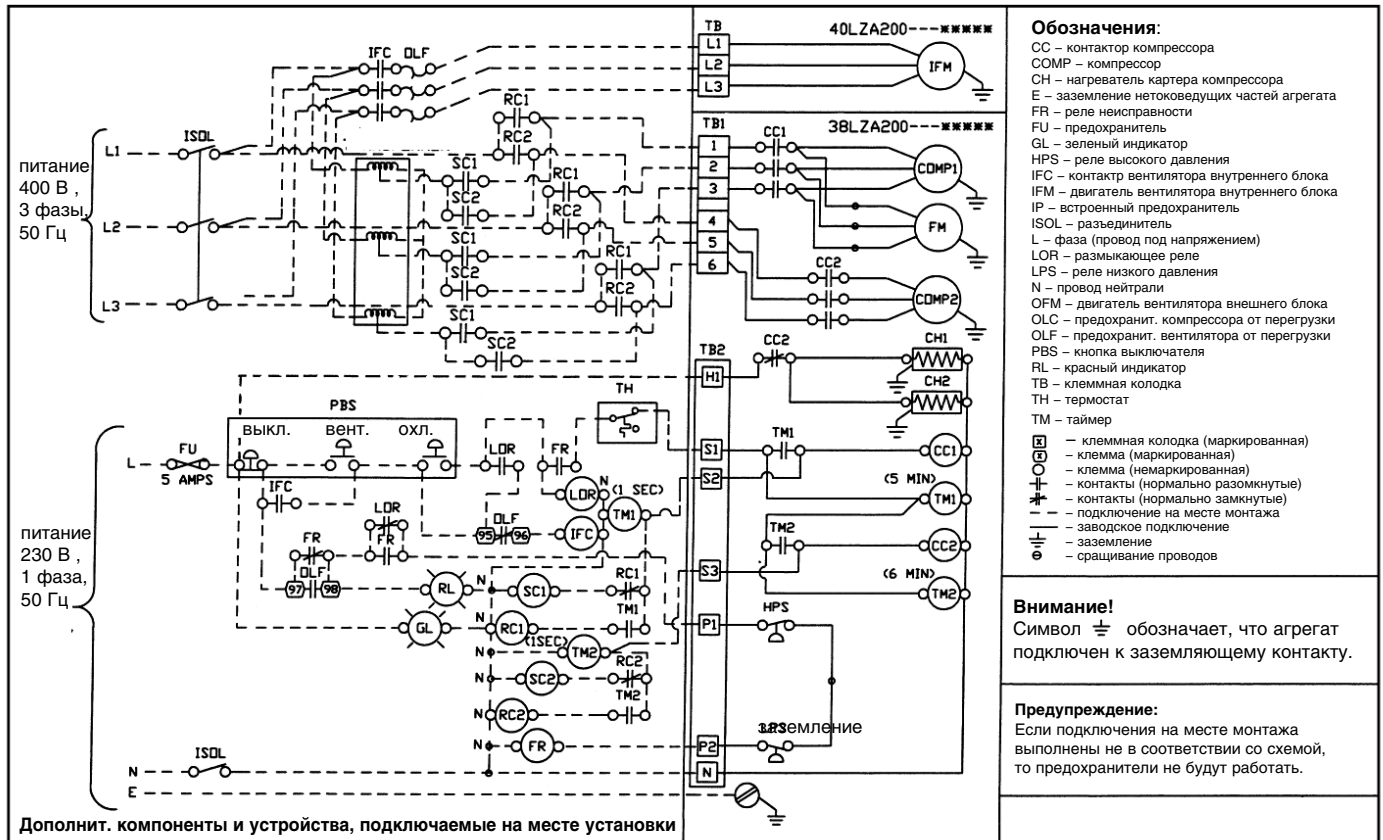 IFC OLF
TB
40LZA200---*****
L1
L2
L3
IFM
питание
400 В ,
3 фазы,
50 Гц
L1
L2
L3
ISOL
RC1
RC2
SC1
SC2
RC1
RC2
SC1
SC2
RC1
RC2
SC1
SC2
TB1
38LZA200---*****
1
2
3
4
5
6
CC1
COMP1
FM
CC2
COMP2
TB2
CC2
CH1
CH2
H1
TH
PBS
выкл. вент. охл.
питание
230 В ,
1 фаза,
50 Гц
L
FU
5 AMPS
IFC
LOR
FR
LOR
N
(1 SEC)
TM1
OLF
95 96
IFC
LOR
FR
FR
OLF
97 98
RL
N
SC1
RC1
GL
N
RC1
TM1
(1SEC)
N
TM2
N
SC2
RC2
TM2
N
RC2
N
FR
S1
S2
TM1
CC1
(5 MIN)
TM1
TM2
CC2
S3
(6 MIN)
TM2
P1
HPS
заземление
P2
N
ISOL
N
E
Дополнит. компоненты и устройства, подключаемые на месте установки
Обозначения:
CC – контактор компрессора
COMP – компрессор
CH – нагреватель картера компрессора
E – заземление нетоковедущих частей агрегата
FR – реле неисправности
FU – предохранитель
GL – зеленый индикатор
HPS – реле высокого давления
IFC – контактр вентилятора внутреннего блока
IFM – двигатель вентилятора внутреннего блока
IP – встроенный предохранитель
ISOL – разъединитель
L – фаза (провод под напряжением)
LOR – размыкающее реле
LPS – реле низкого давления
N – провод нейтрали
OFM – двигатель вентилятора внешнего блока
OLC – предохранит. компрессора от перегрузки
OLF – предохранит. вентилятора от перегрузки
PBS – кнопка выключателя
RL – красный индикатор
TB – клеммная колодка
TH – термостат
TM – таймер
X – клеммная колодка (маркированная)
X – клемма (маркированная)
– клемма (немаркированная)
– контакты (нормально разомкнутые)
– контакты (нормально замкнутые)
– подключение на месте монтажа
– заводское подключение
– заземление
– сращивание проводов
Внимание!
Символ обозначает, что агрегат
подключен к заземляющему контакту.
Предупреждение:
Если подключения на месте монтажа
выполнены не в соответствии со схемой,
то предохранители не будут работать.